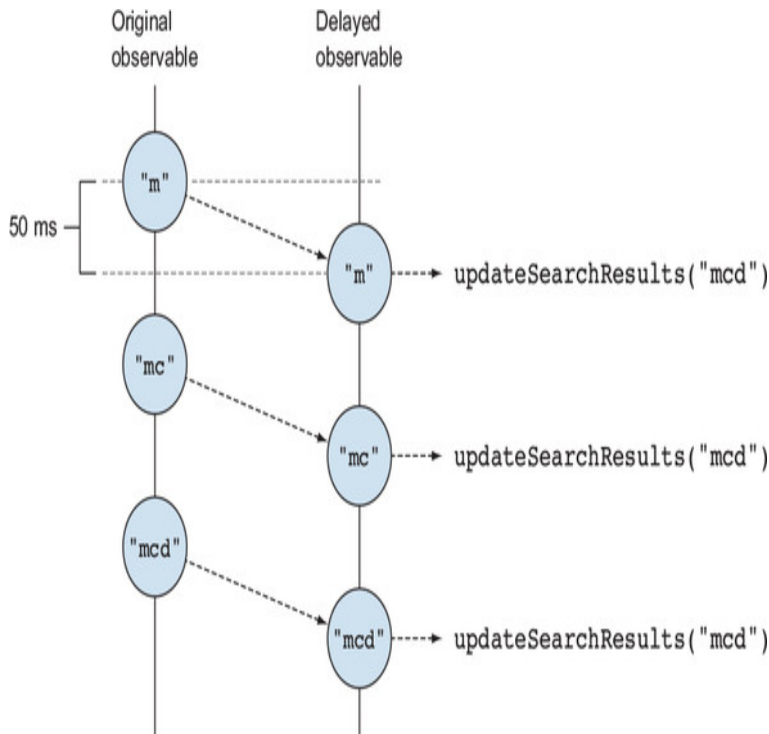 Original
observable
Delayed
observable
"m"
50 ms
"m"
updateSearchResults("mcd")
"mc"
"mc"
updateSearchResults("mcd")
"mcd"
"mcd"
updateSearchResults("mcd")